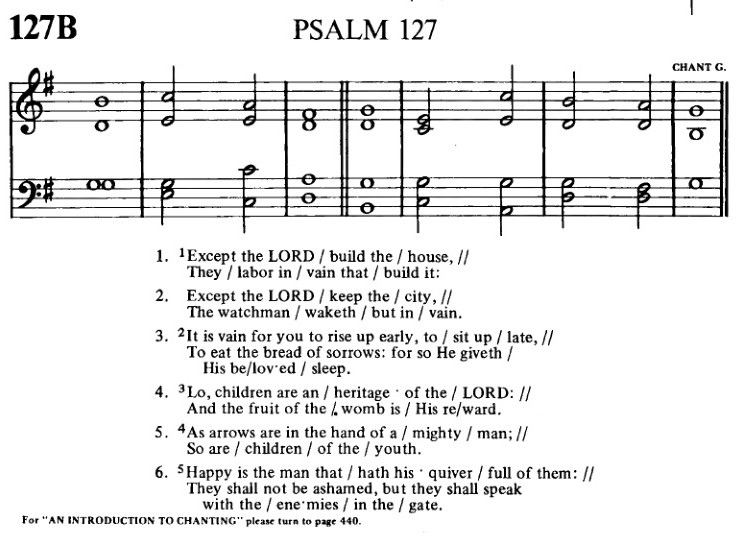 127B
PSALM 127
CHANT G.
1. ¹Except the LORD / build the / house, //
They / labor in / vain that / build it:
2. Except the LORD / keep the / city, //
The watchman / waketh / but in / vain.
3. ²It is vain for you to rise up early, to / sit up / late, //
To eat the bread of sorrows: for so He giveth /
His be/lov·ed / sleep.
4. ³Lo, children are an / heritage · of the / LORD: //
And the fruit of the / womb is / His re/ward.
5. ⁴As arrows are in the hand of a / mighty / man; //
So are / children / of the / youth.
6. ⁵Happy is the man that / hath his · quiver / full of them: //
They shall not be ashamed, but they shall speak
with the / ene·mies / in the / gate.
For "AN INTRODUCTION TO CHANTING" please turn to page 440.